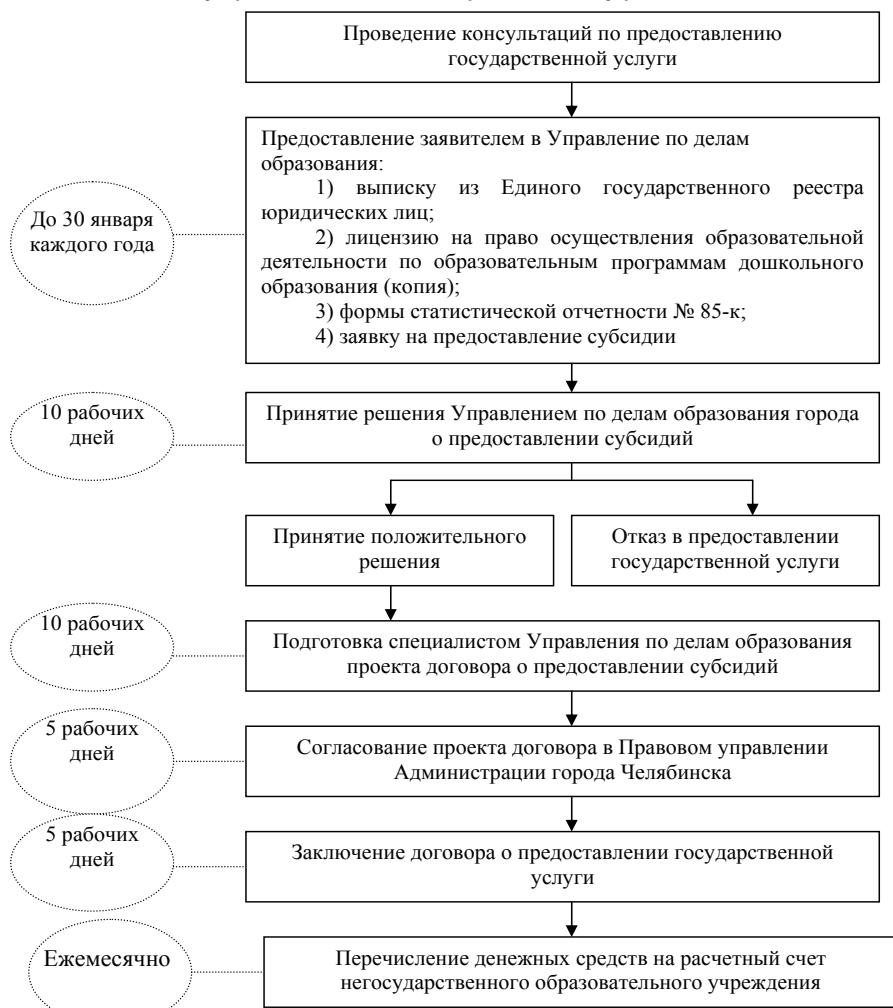 Проведение консультаций по предоставлению
государственной услуги
Предоставление заявителем в Управление по делам
образования:
1) выписку из Единого государственного реестра
юридических лиц;
2) лицензию на право осуществления образовательной
деятельности по образовательным программам дошкольного
образования (копия);
3) формы статистической отчетности № 85-к;
4) заявку на предоставление субсидии
До 30 января
каждого года
10 рабочих
дней
Принятие решения Управлением по делам образования города
о предоставлении субсидий
Принятие положительного
решения
Отказ в предоставлении
государственной услуги
10 рабочих
дней
Подготовка специалистом Управления по делам образования
проекта договора о предоставлении субсидий
5 рабочих
дней
Согласование проекта договора в Правовом управлении
Администрации города Челябинска
5 рабочих
дней
Заключение договора о предоставлении государственной
услуги
Ежемесячно
Перечисление денежных средств на расчетный счет
негосударственного образовательного учреждения